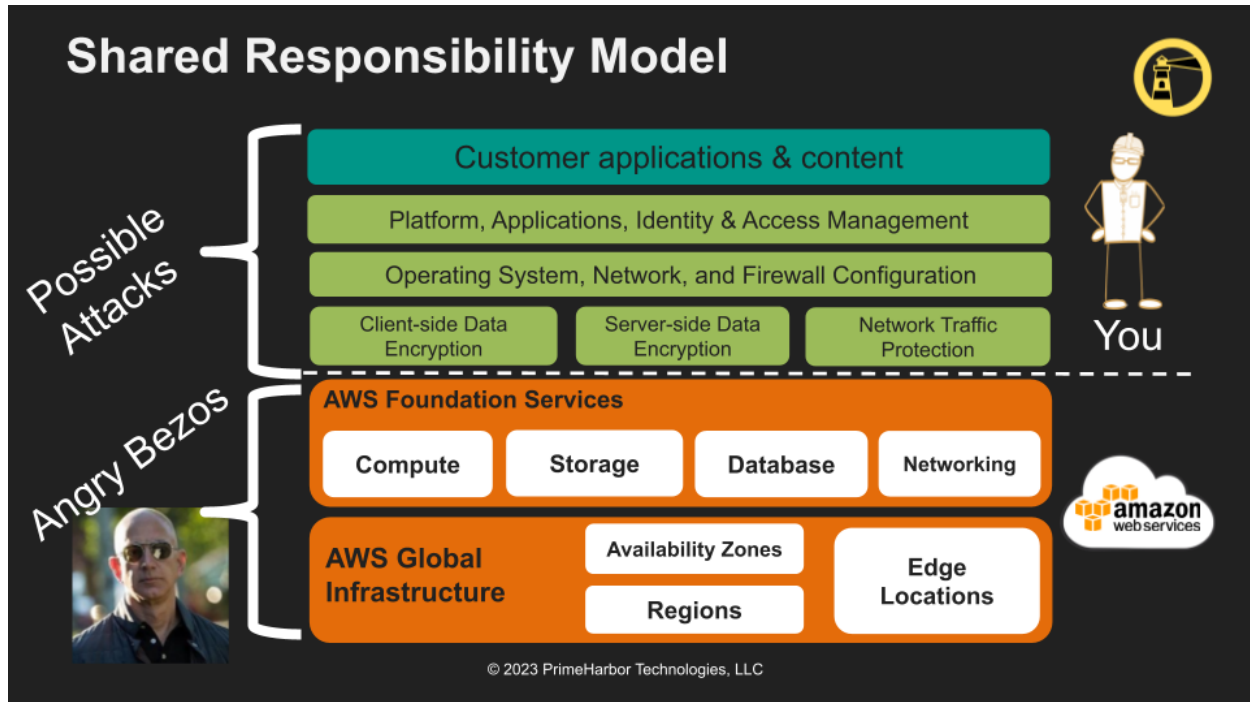 Shared Responsibility Model
Possible
Attacks
Customer applications & content
Platform, Applications, Identity & Access Management
Operating System, Network, and Firewall Configuration
Client-side Data
Encryption
Server-side Data
Encryption
Network Traffic
Protection
You
Angry Bezos
AWS Foundation Services
Compute
Storage
Database
Networking
amazon
webservices
AWS Global
Infrastructure
Availability Zones
Regions
Edge
Locations
© 2023 PrimeHarbor Technologies, LLC